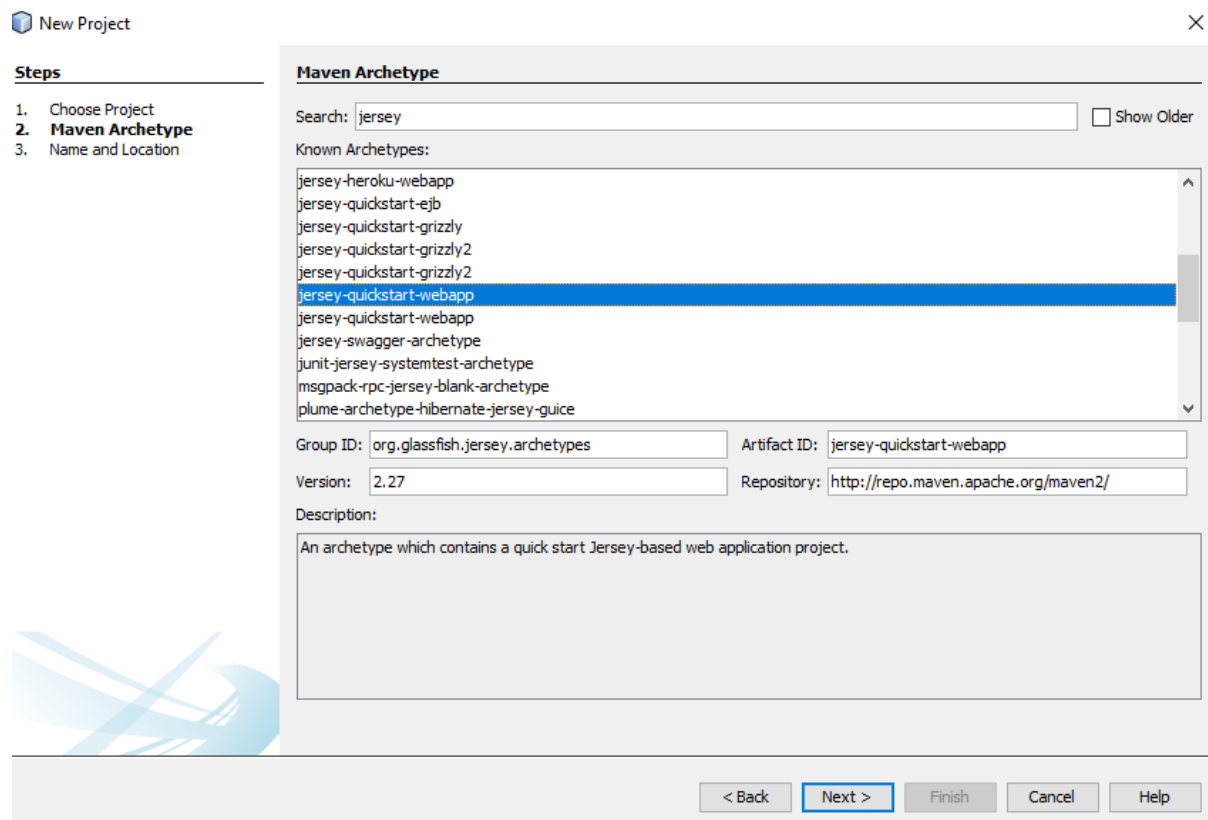 New Project
Steps
1. Choose Project
2. Maven Archetype
3. Name and Location
Maven Archetype
Search: jersey Show Older
Known Archetypes:
jersey-heroku-webapp
jersey-quickstart-ejb
jersey-quickstart-grizzly
jersey-quickstart-grizzly2
jersey-quickstart-grizzly2
jersey-quickstart-webapp
jersey-quickstart-webapp
jersey-swagger-archetype
junit-jersey-systemtest-archetype
msgpack-rpc-jersey-blank-archetype
plume-archetype-hibernate-jersey-guice
Group ID: org.glassfish.jersey.archetypes Artifact ID: jersey-quickstart-webapp
Version: 2.27 Repository: http://repo.maven.apache.org/maven2/
Description:
An archetype which contains a quick start Jersey-based web application project.
< Back Next > Finish Cancel Help